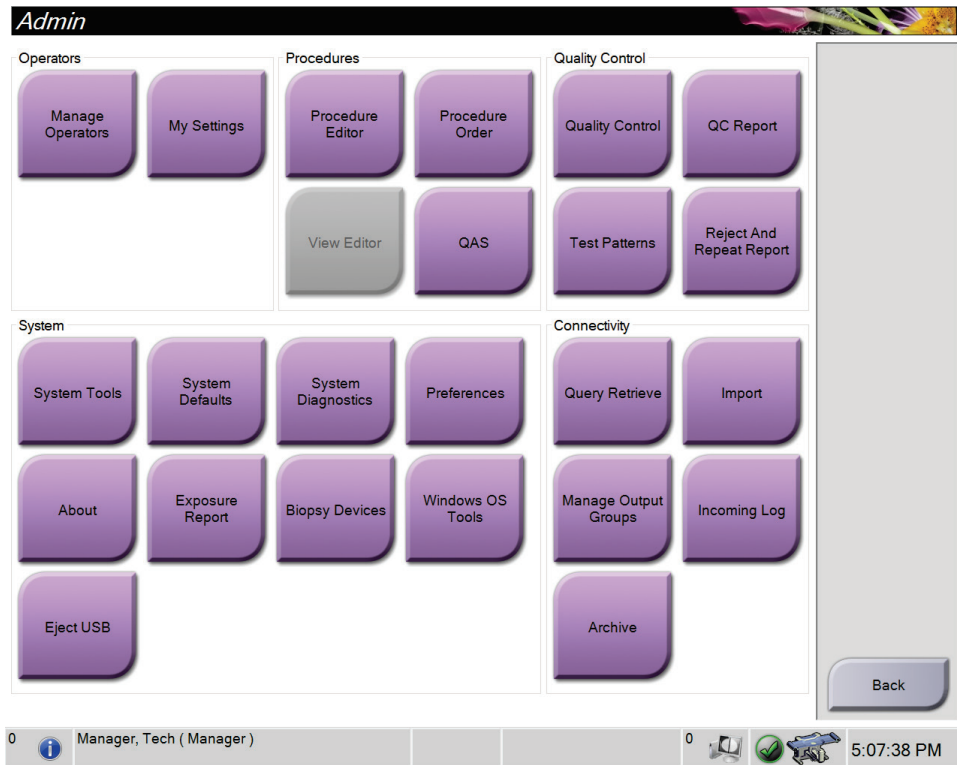 Admin
Operators
Manage
Operators
My Settings
Procedures
Procedure
Editor
Procedure
Order
View Editor
QAS
Quality Control
Quality Control
QC Report
Test Patterns
Reject And
Repeat Report
System
System Tools
System
Defaults
System
Diagnostics
Preferences
About
Exposure
Report
Biopsy Devices
Windows OS
Tools
Eject USB
Connectivity
Query Retrieve
Import
Manage Output
Groups
Incoming Log
Archive
Back
0
Manager, Tech ( Manager )
0
5:07:38 PM